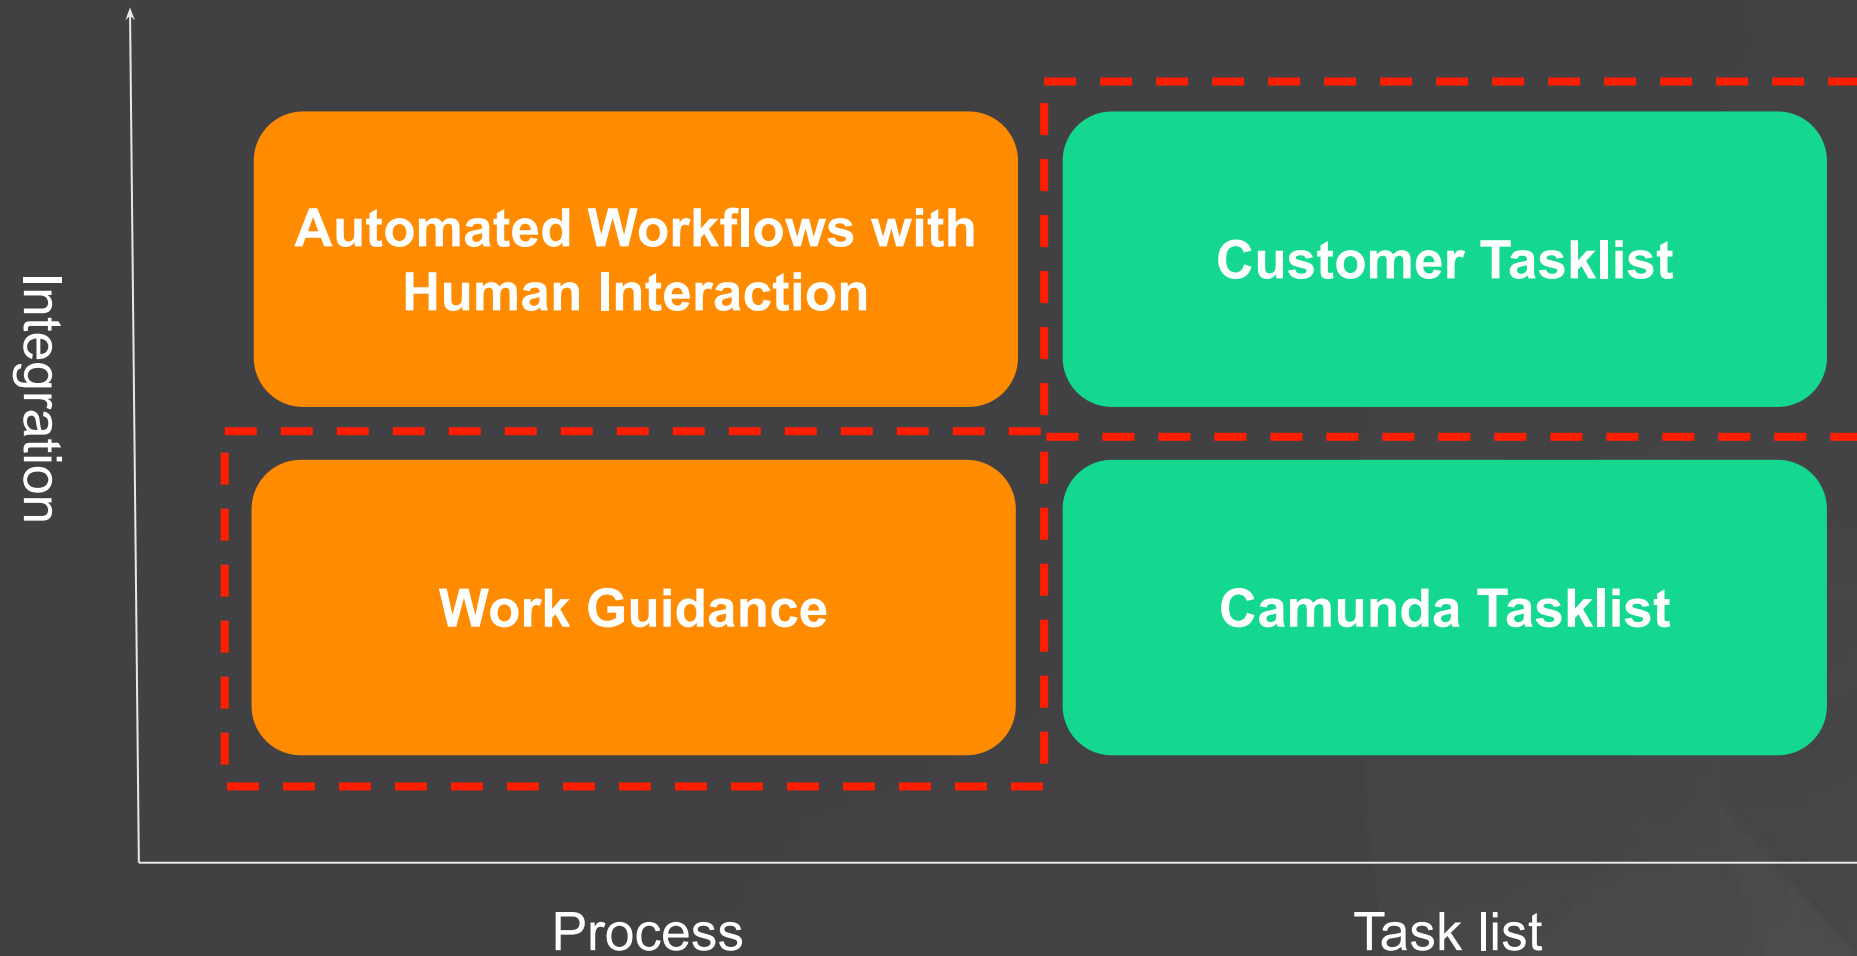 Integration
Automated Workflows with
Human Interaction
Customer Tasklist
Work Guidance
Camunda Tasklist
Process
Task list